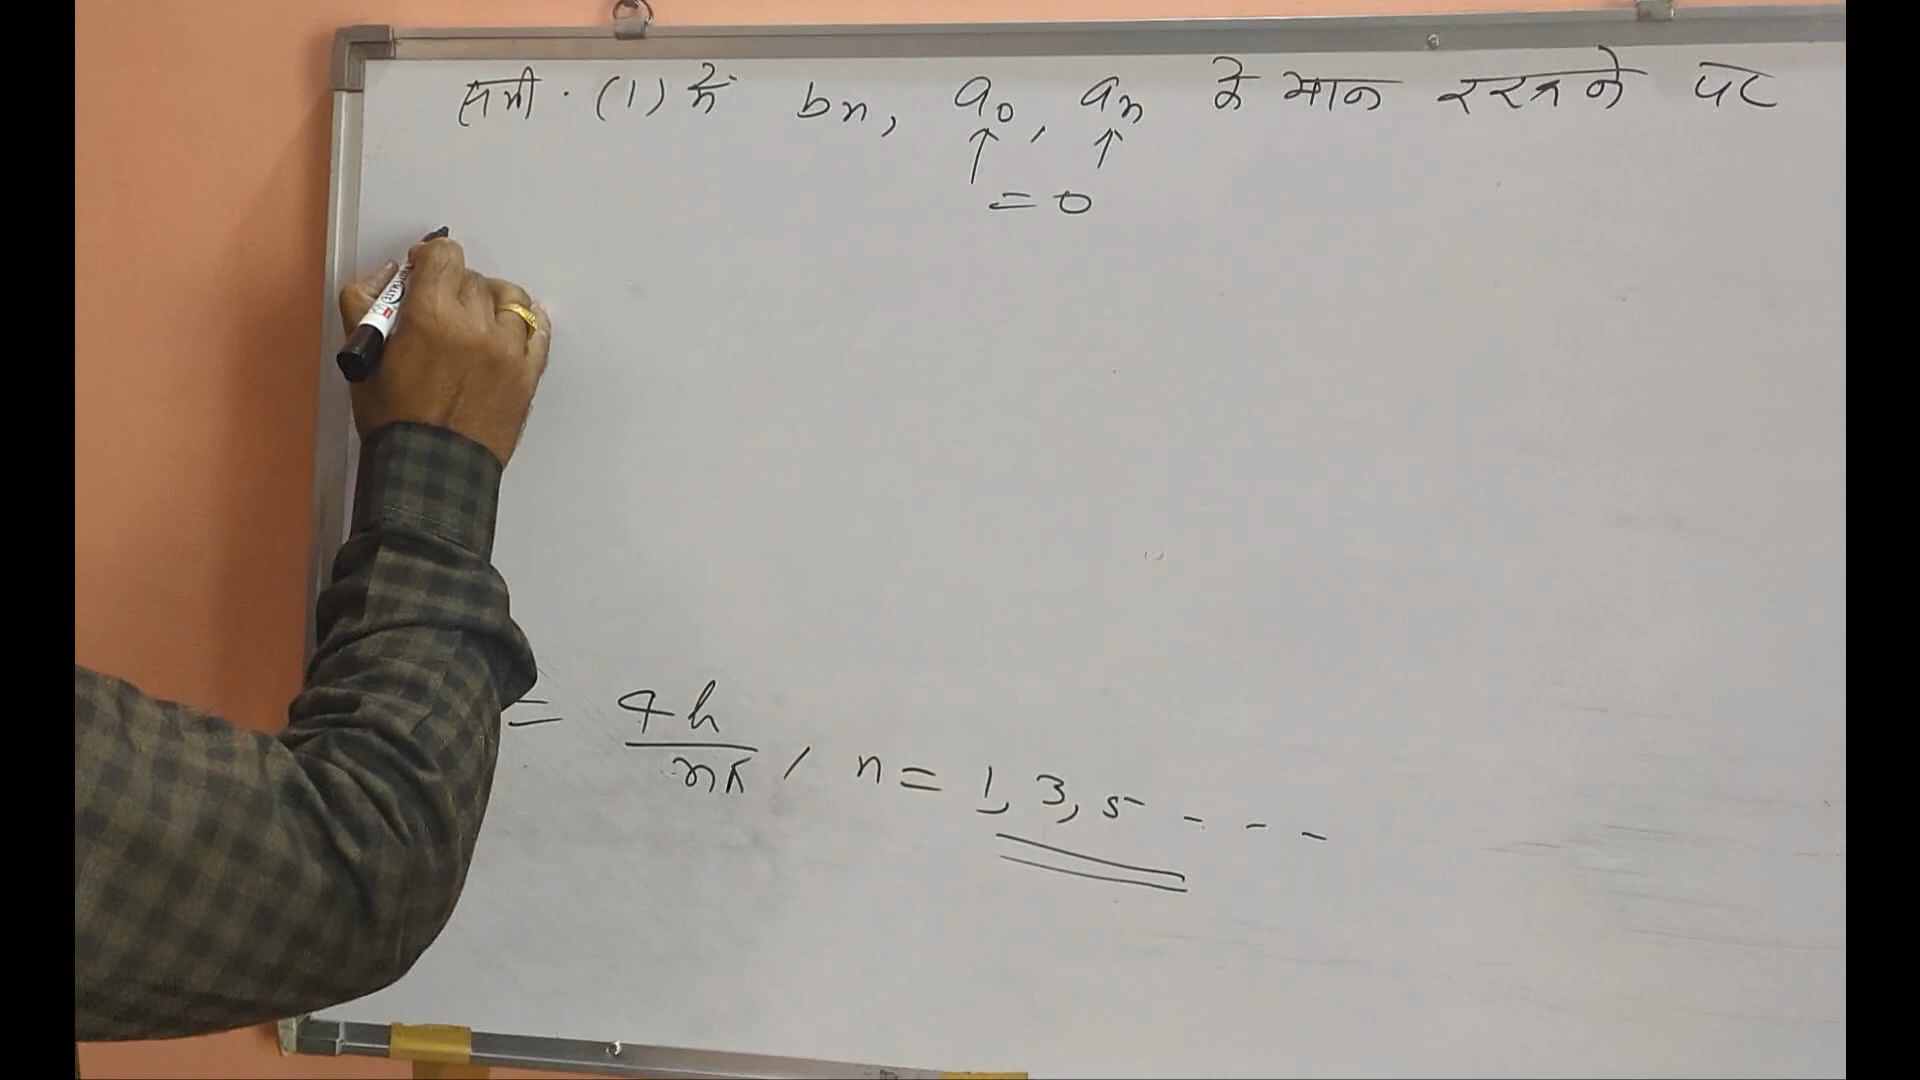 समी. (1) में bn, a₀, aₙ के मान रखने पर
↑ ↑
= 0
= 4h/nπ, n = 1, 3, 5 - - -